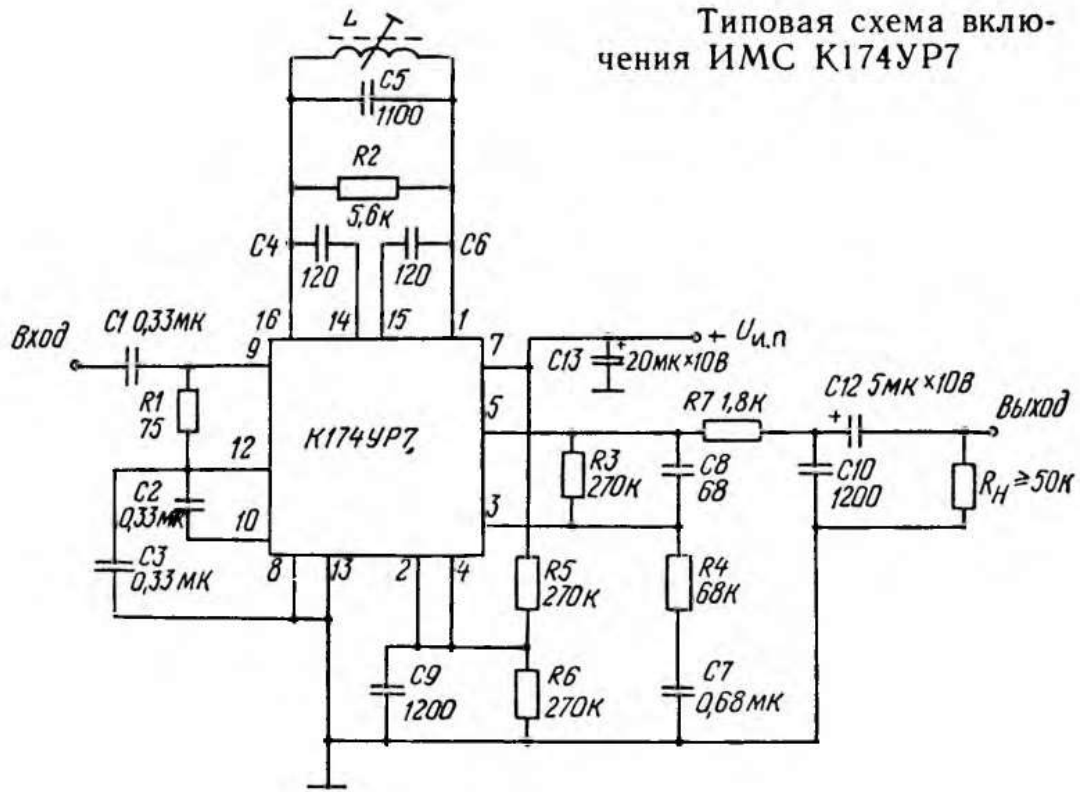 Типовая схема вклю-
чения ИМС К174УР7
L
C5
1100
R2
5,6к
C4
120
120
C6
16
14
15
1
Вход
C1 0,33мк
9
7
+ Uи.п
C13
+
20мк×10В
R1
75
5
R7 1,8к
C12 5мк×10В
+
Выход
К174УР7
12
R3
270к
C8
68
C10
1200
Rн ≥50к
C2
0,33мк
10
3
C3
0,33мк
8
13
2
4
R5
270к
R4
68к
C9
1200
R6
270к
C7
0,68мк